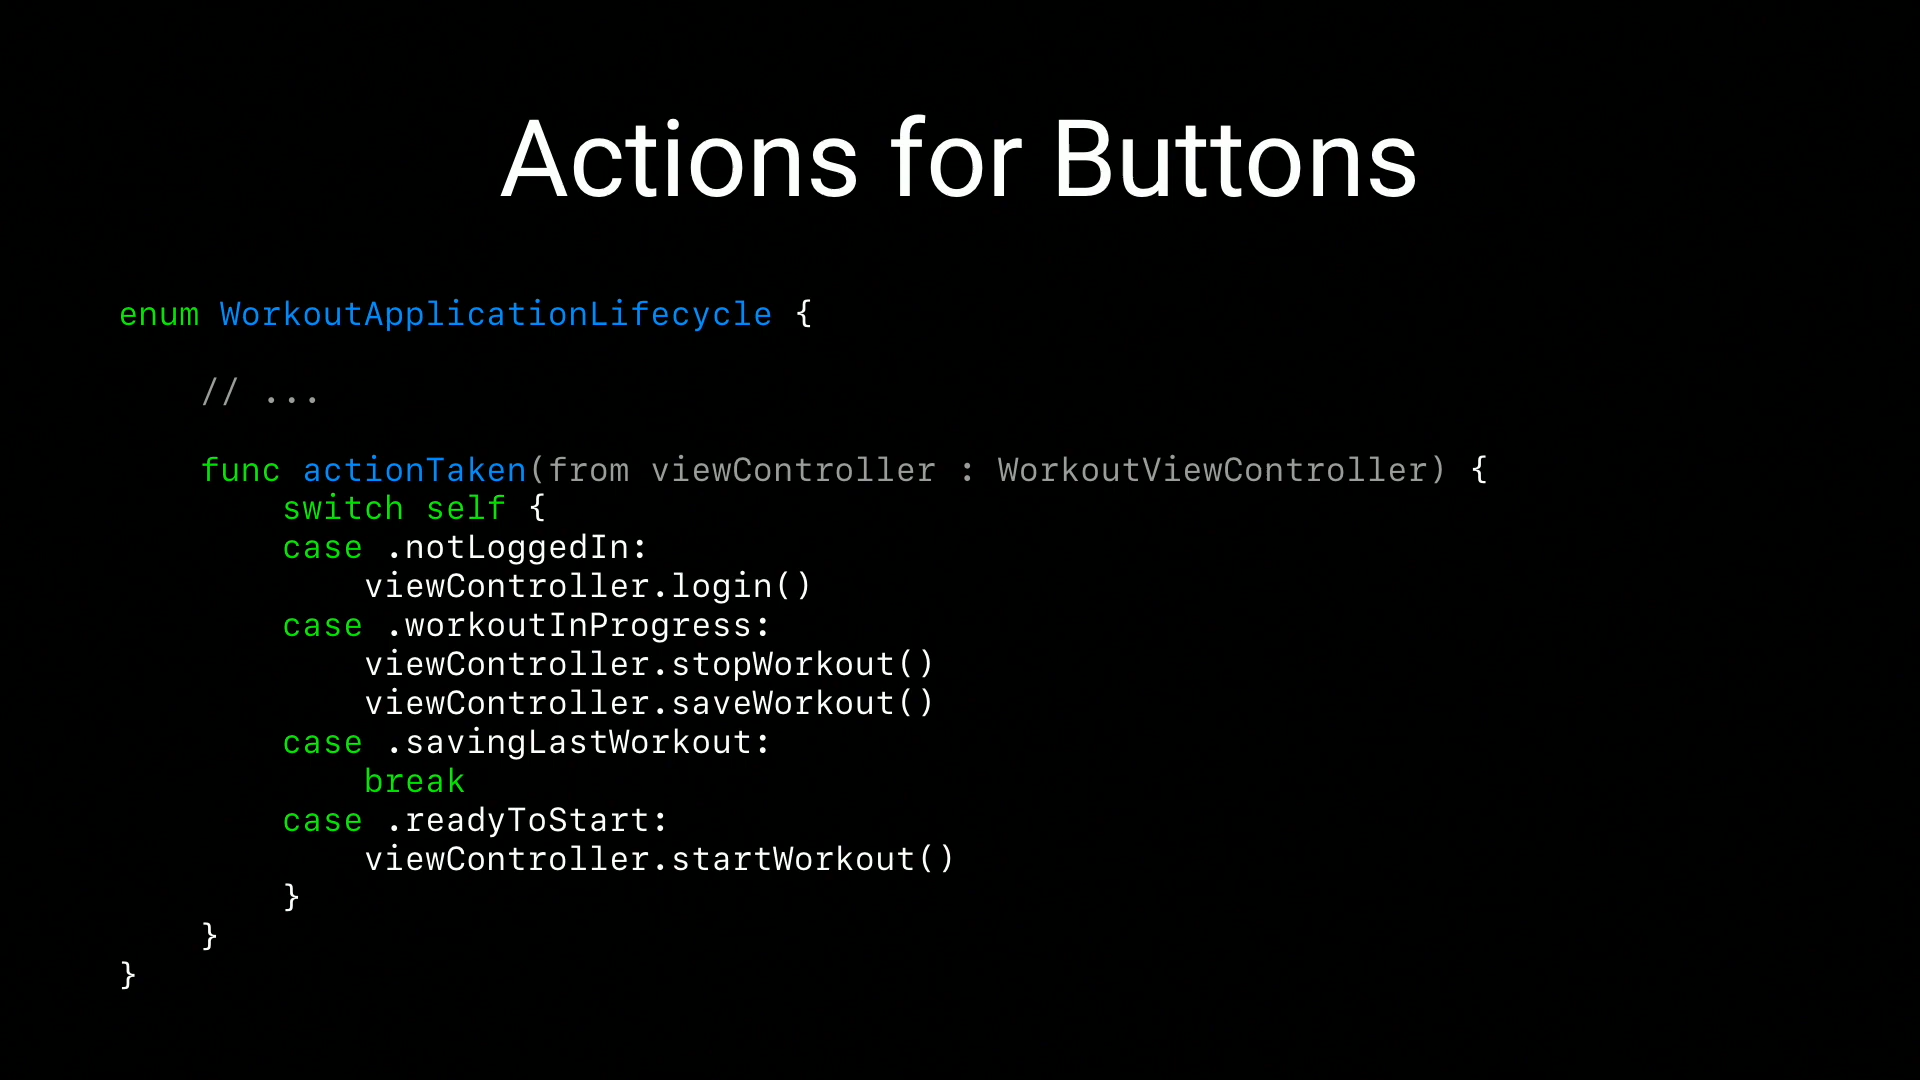 Actions for Buttons
enum WorkoutApplicationLifecycle {
// ...
func actionTaken(from viewController : WorkoutViewController) {
switch self {
case .notLoggedIn:
viewController.login()
case .workoutInProgress:
viewController.stopWorkout()
viewController.saveWorkout()
case .savingLastWorkout:
break
case .readyToStart:
viewController.startWorkout()
}
}
}